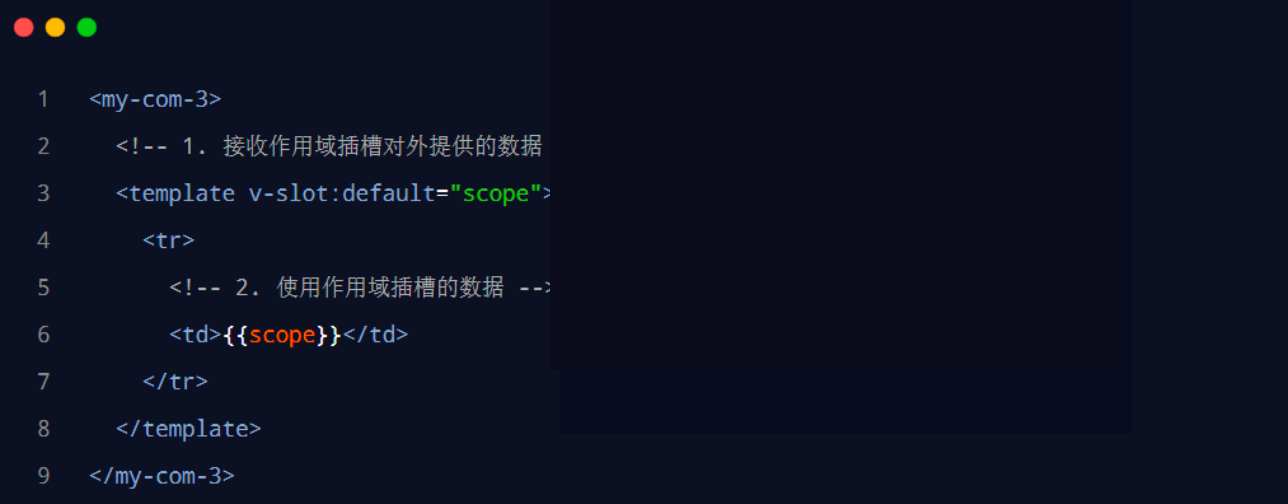 1 <my-com-3>
2 <!-- 1. 接收作用域插槽对外提供的数据
3 <template v-slot:default="scope">
4 <tr>
5 <!-- 2. 使用作用域插槽的数据 -->
6 <td>{{scope}}</td>
7 </tr>
8 </template>
9 </my-com-3>